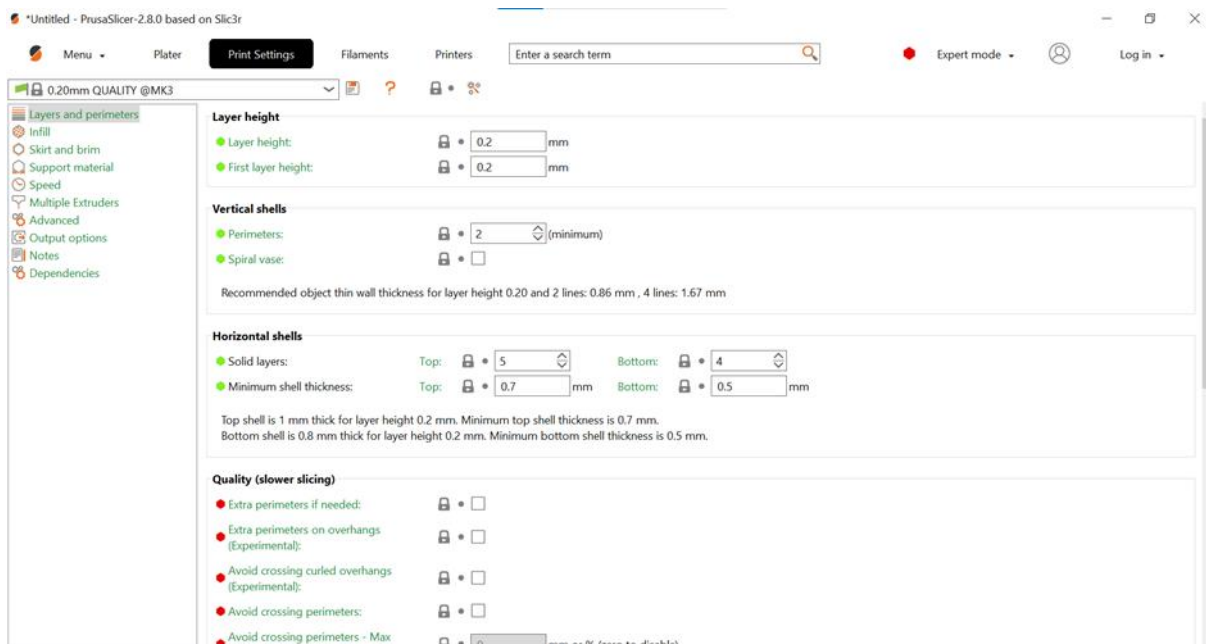 *Untitled - PrusaSlicer-2.8.0 based on Slic3r
Menu Plater Print Settings Filaments Printers Enter a search term Expert mode Log in
0.20mm QUALITY @MK3 ?
Layers and perimeters
Infill
Skirt and brim
Support material
Speed
Multiple Extruders
Advanced
Output options
Notes
Dependencies
Layer height
Layer height: 0.2 mm
First layer height: 0.2 mm
Vertical shells
Perimeters: 2 (minimum)
Spiral vase:
Recommended object thin wall thickness for layer height 0.20 and 2 lines: 0.86 mm , 4 lines: 1.67 mm
Horizontal shells
Solid layers: Top: 5 Bottom: 4
Minimum shell thickness: Top: 0.7 mm Bottom: 0.5 mm
Top shell is 1 mm thick for layer height 0.2 mm. Minimum top shell thickness is 0.7 mm.
Bottom shell is 0.8 mm thick for layer height 0.2 mm. Minimum bottom shell thickness is 0.5 mm.
Quality (slower slicing)
Extra perimeters if needed:
Extra perimeters on overhangs
(Experimental):
Avoid crossing curled overhangs
(Experimental):
Avoid crossing perimeters:
Avoid crossing perimeters - Max
mm or % (zero to disable)